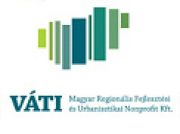 VÁTI
Magyar Regionális Fejlesztési
és Urbanisztikai Nonprofit Kft.